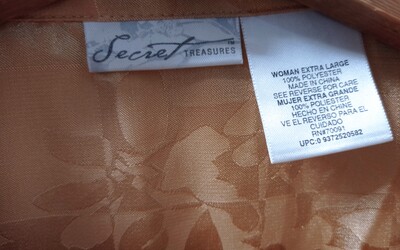 Secret
TREASURES
WOMAN EXTRA LARGE
100% POLYESTER
MADE IN CHINA
SEE REVERSE FOR CARE
MUJER EXTRA GRANDE
100% POLIESTER
HECHO EN CHINE
VE EL REVERSO PARA EL
CUIDADO
RN#70091
UPC:0 9372520582